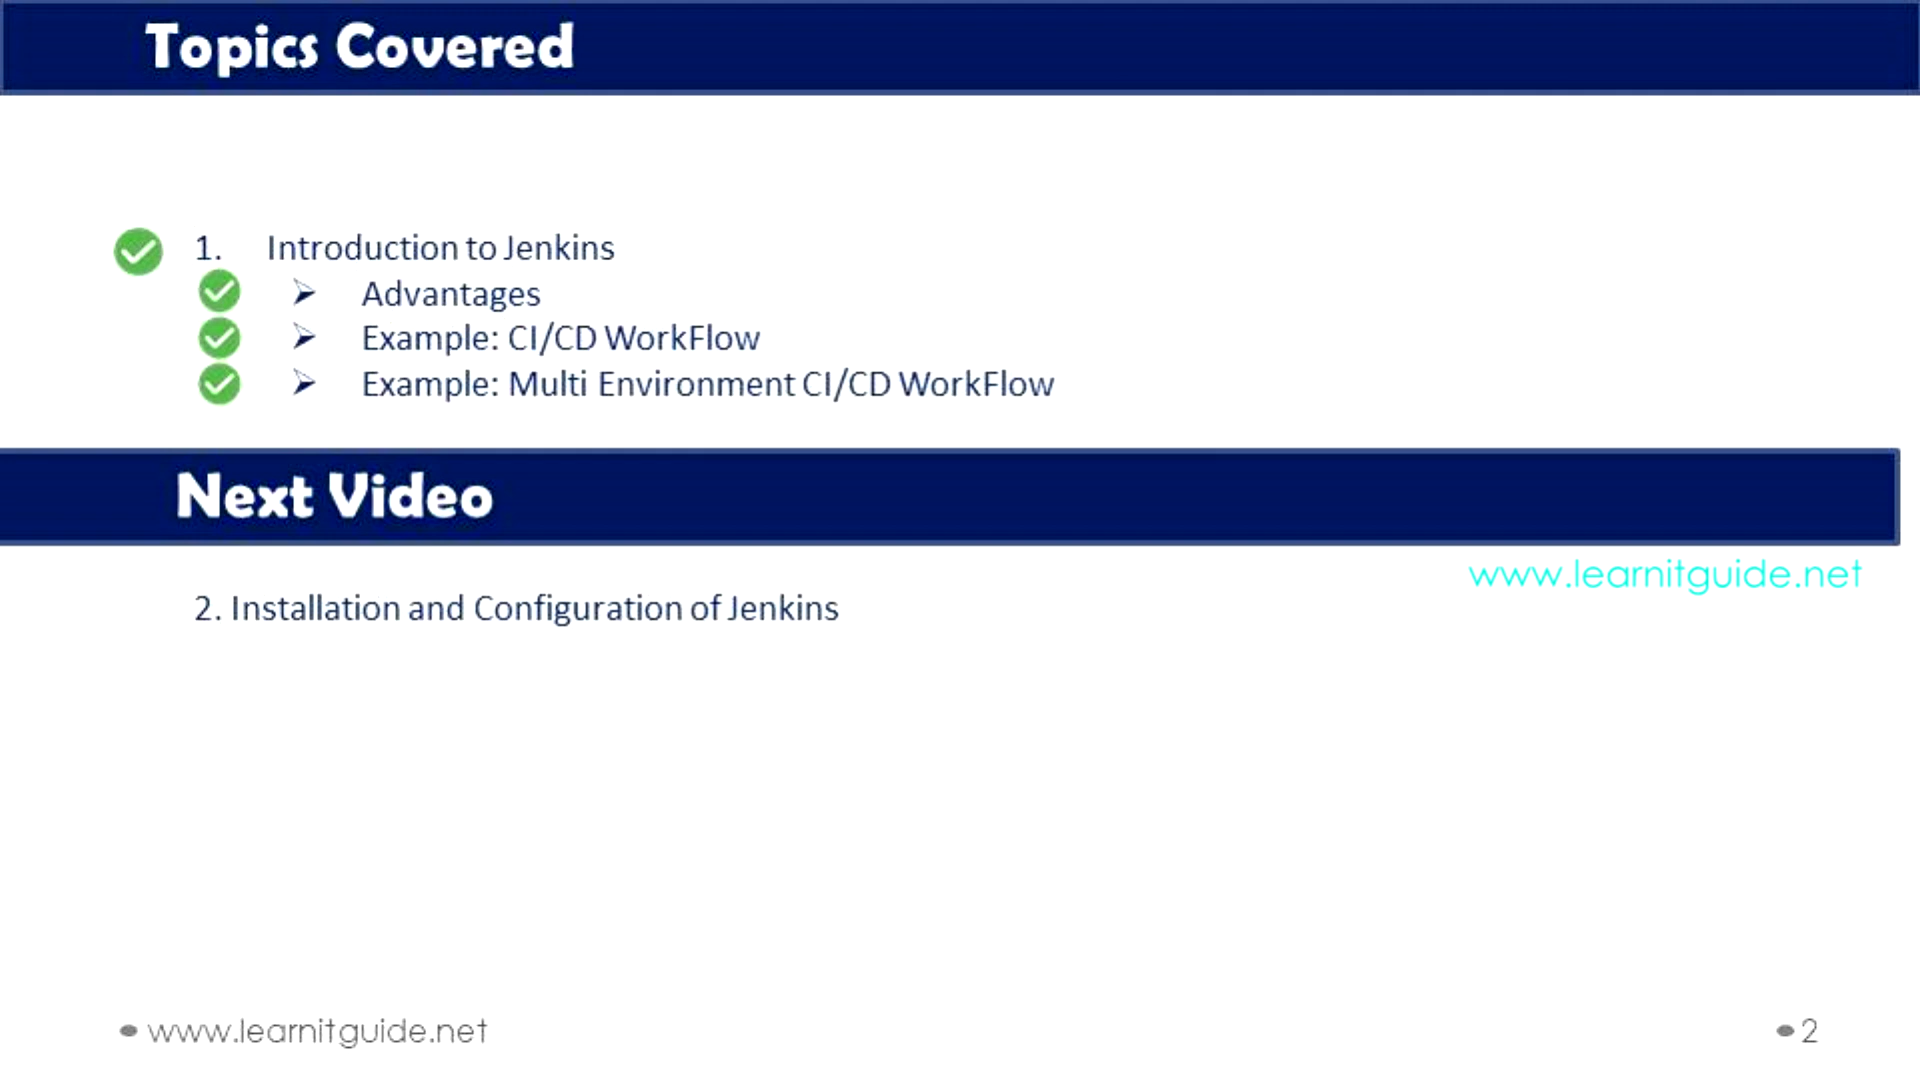 Topics Covered
1. Introduction to Jenkins
Advantages
Example: CI/CD WorkFlow
Example: Multi Environment CI/CD WorkFlow
Next Video
www.learnitguide.net
2. Installation and Configuration of Jenkins
www.learnitguide.net
2